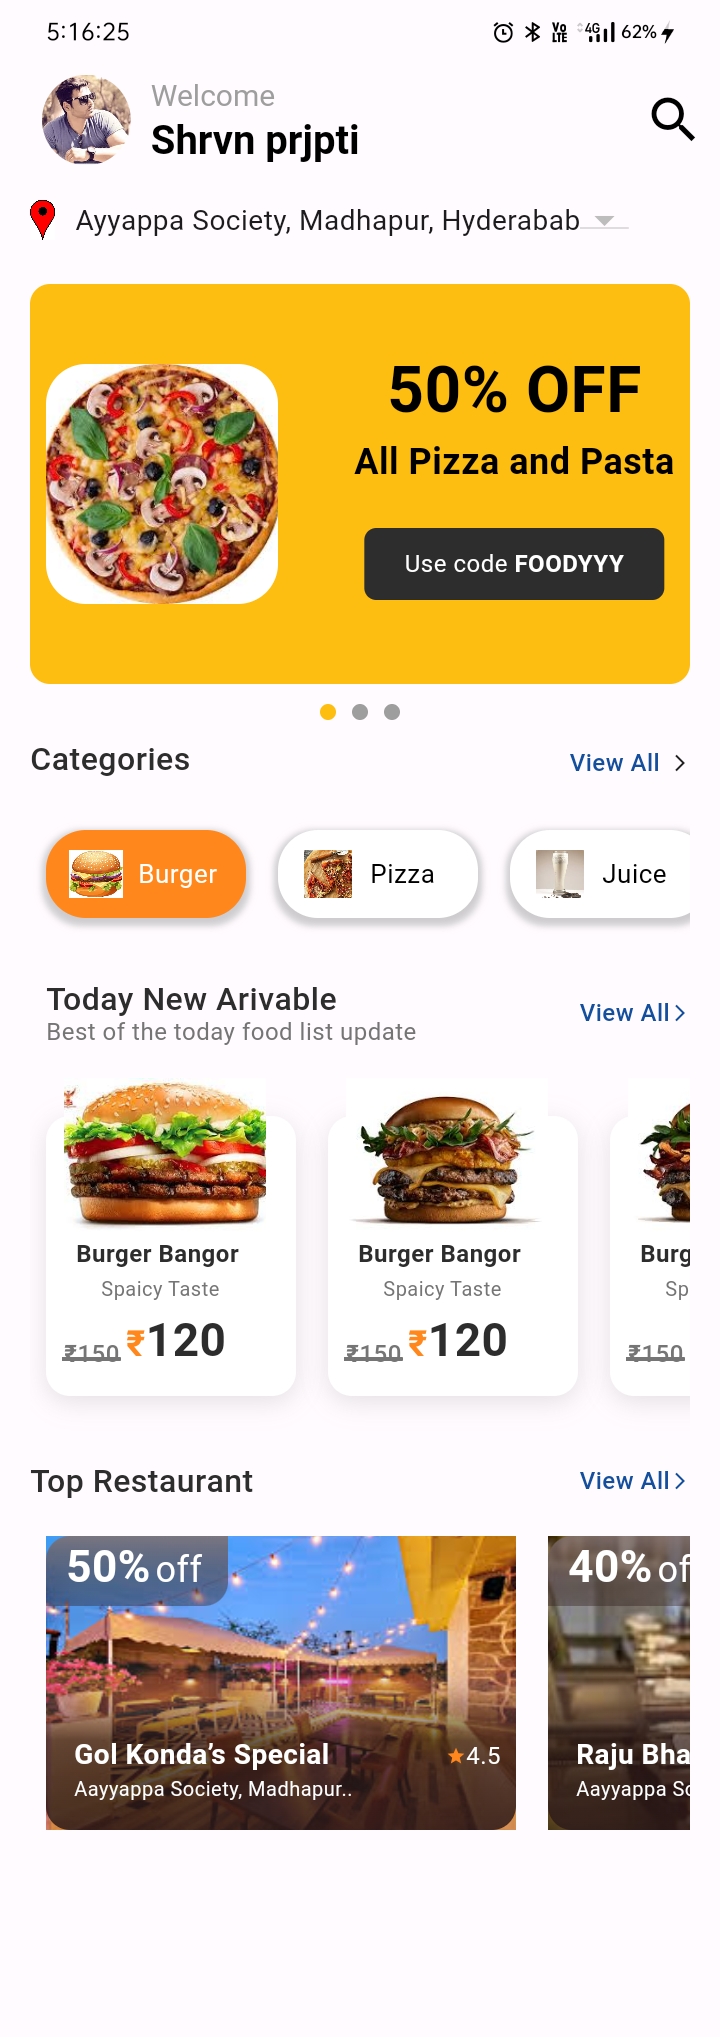 5:16:25 Vo LTE 4G 62%
Welcome
Shrvn prjpti
Ayyappa Society, Madhapur, Hyderabab
50% OFF
All Pizza and Pasta
Use code FOODYYY
Categories View All
Burger Pizza Juice
Today New Arivable
Best of the today food list update
View All
Burger Bangor Burger Bangor Burg
Spaicy Taste Spaicy Taste Sp
₹150 ₹120 ₹150 ₹120 ₹150
Top Restaurant View All
50% off 40% of
Gol Konda’s Special 4.5 Raju Bha
Aayyappa Society, Madhapur.. Aayyappa So